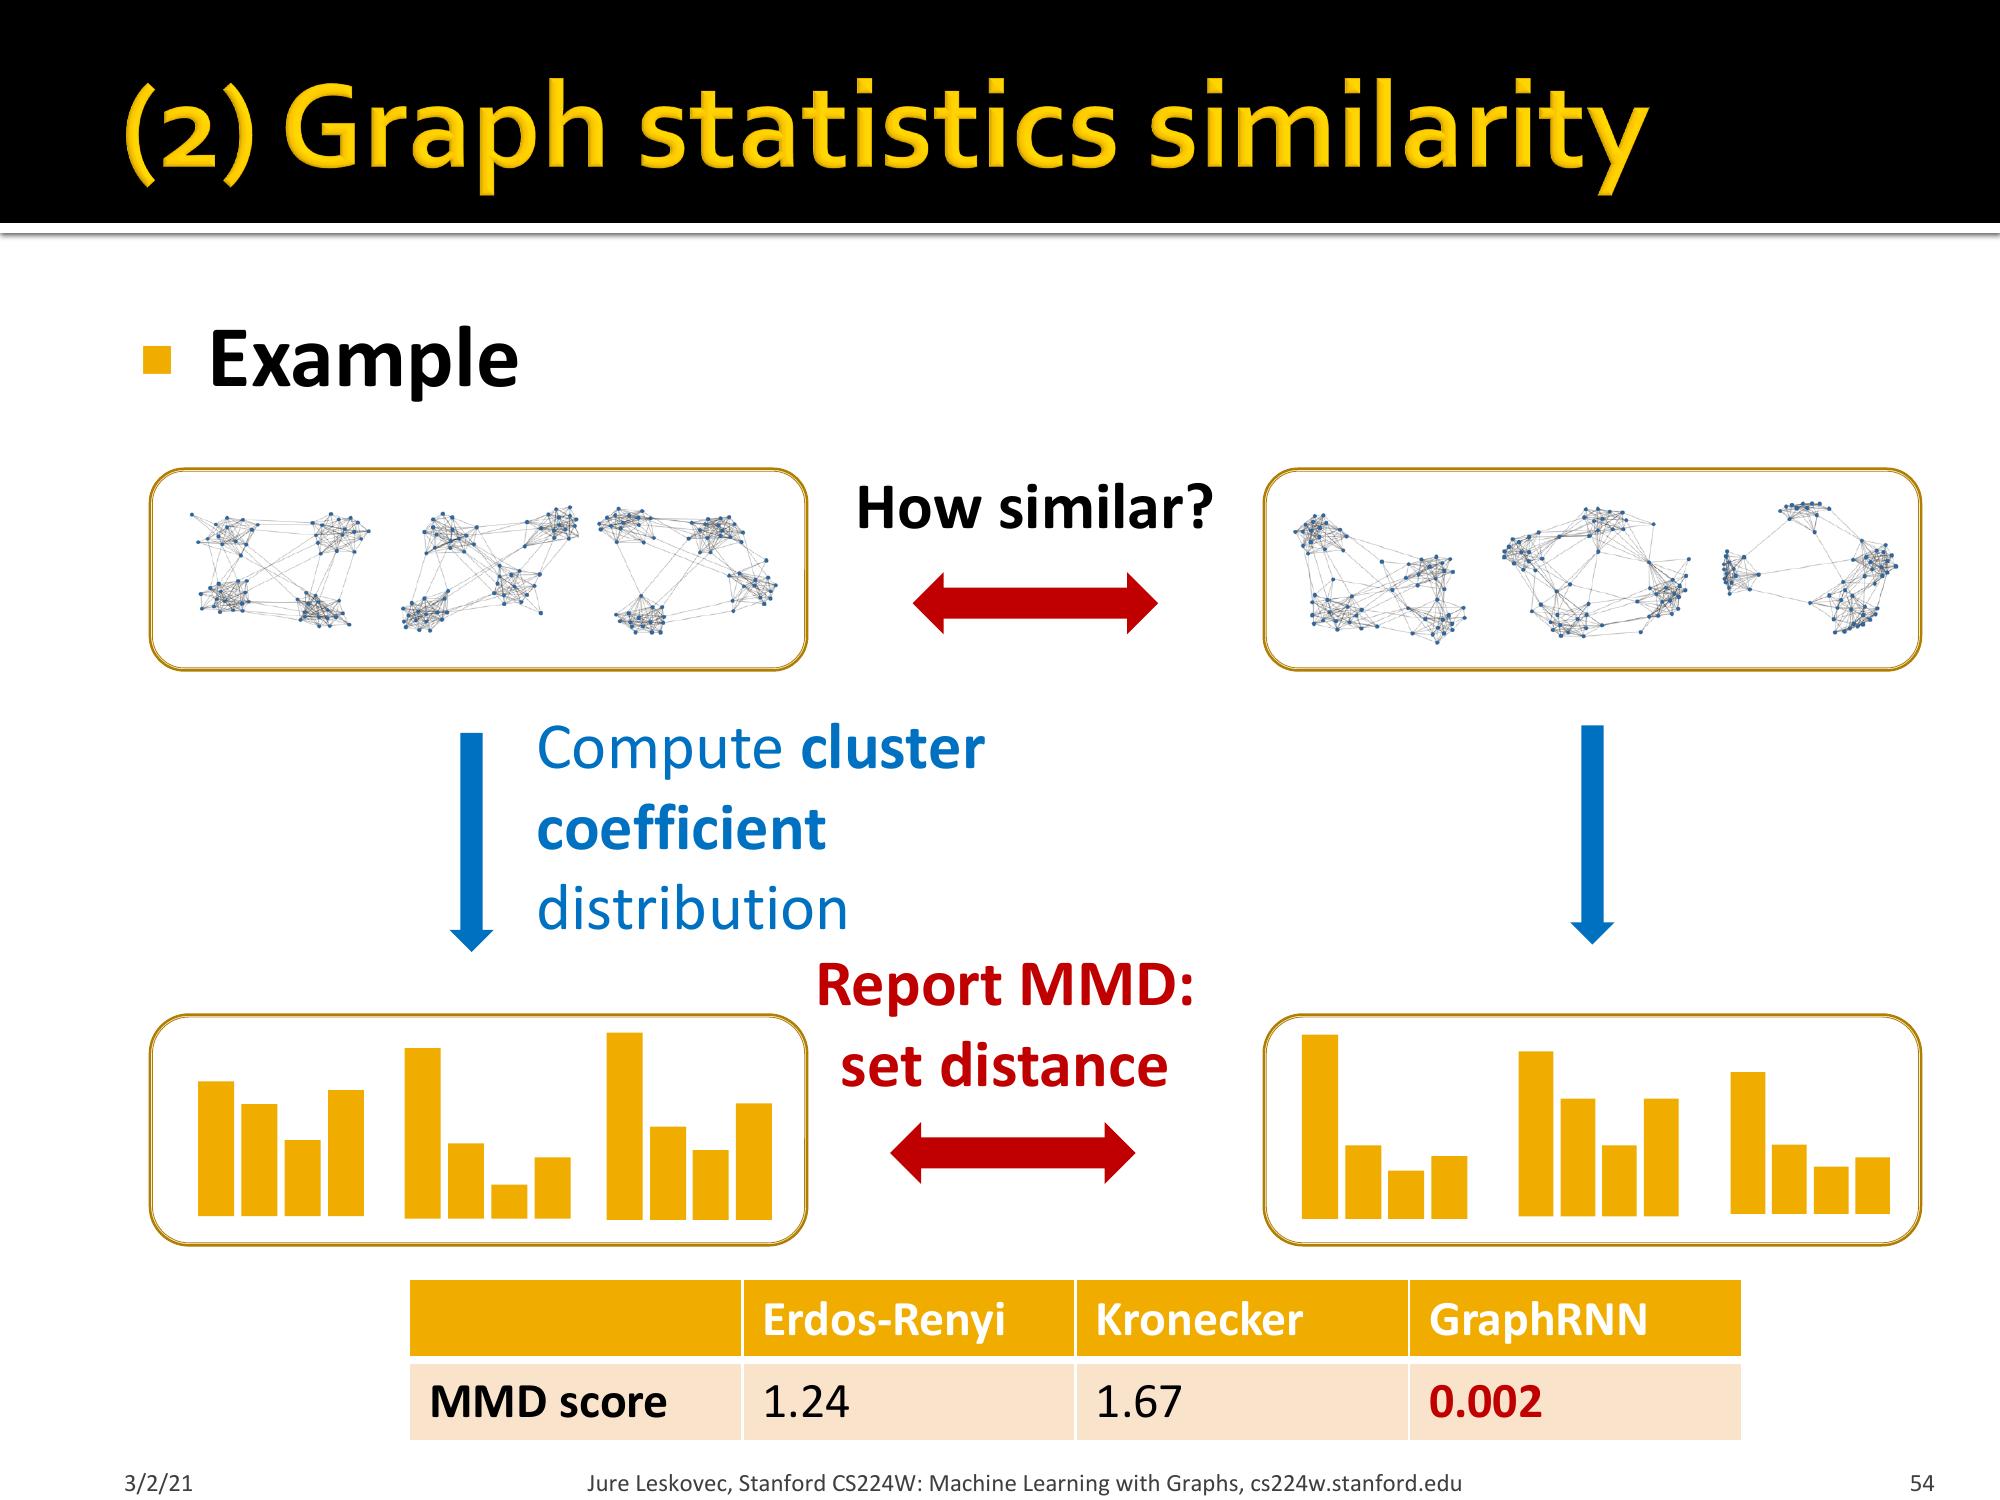 (2) Graph statistics similarity
Example
How similar?
Compute cluster
coefficient
distribution
Report MMD:
set distance
Erdos-Renyi Kronecker GraphRNN
MMD score 1.24 1.67 0.002
3/2/21 Jure Leskovec, Stanford CS224W: Machine Learning with Graphs, cs224w.stanford.edu 54